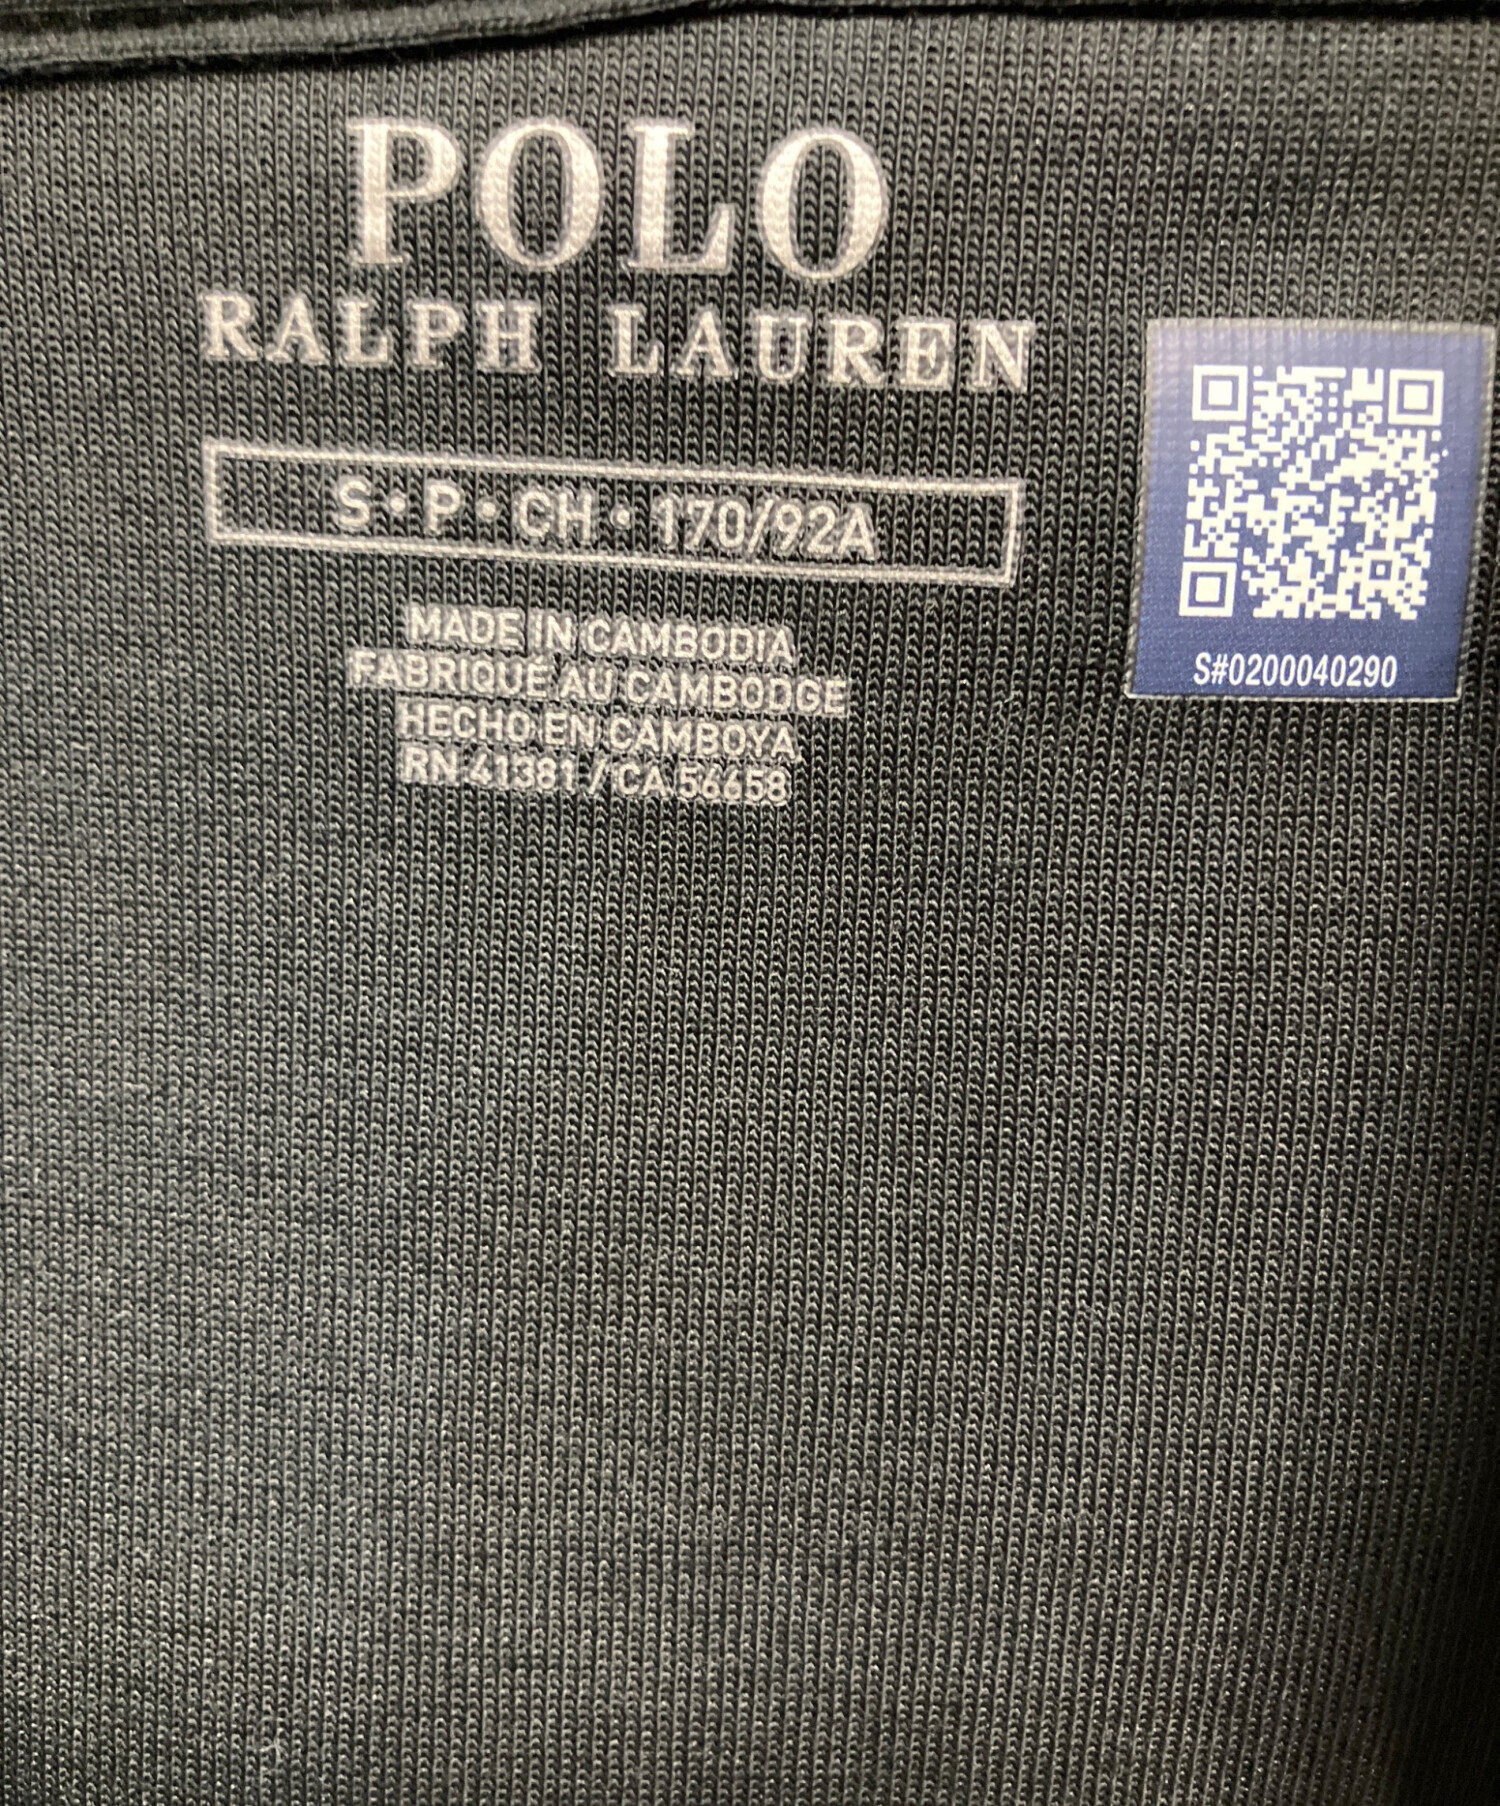 POLO
RALPH LAUREN
S • P • CH • 170/92A
MADE IN CAMBODIA
FABRIQUÉ AU CAMBODGE
HECHO EN CAMBOYA
RN 41381 / CA 56658
S#0200040290